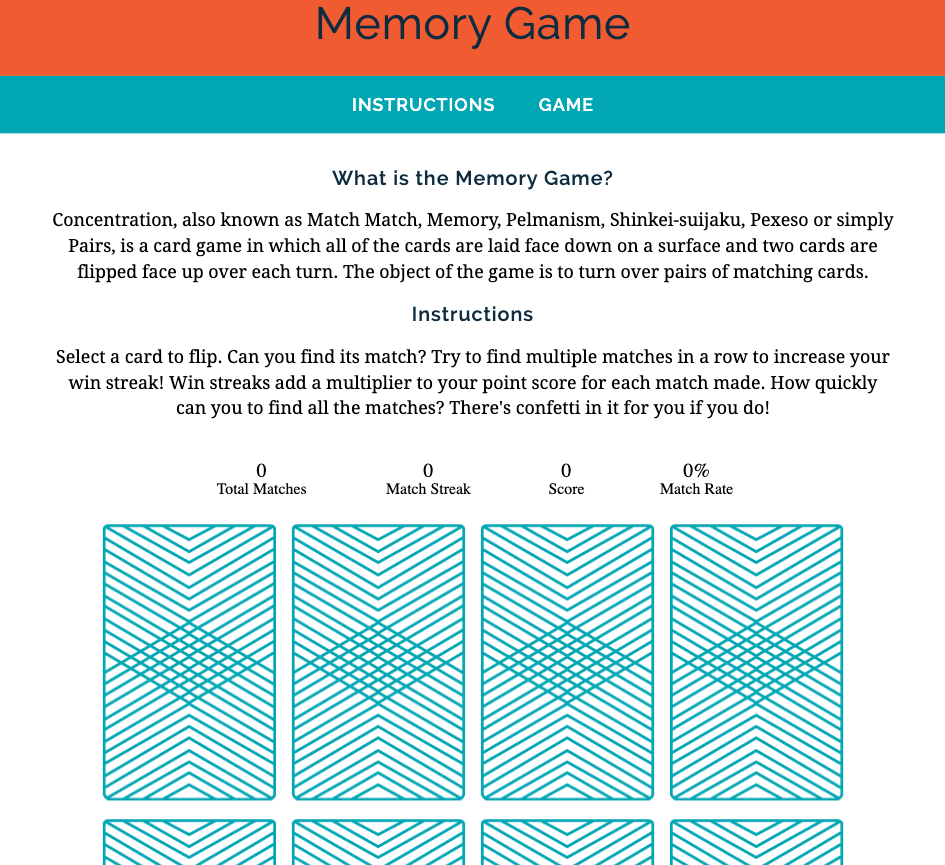 Memory Game
INSTRUCTIONS GAME
What is the Memory Game?
Concentration, also known as Match Match, Memory, Pelmanism, Shinkei-suijaku, Pexeso or simply
Pairs, is a card game in which all of the cards are laid face down on a surface and two cards are
flipped face up over each turn. The object of the game is to turn over pairs of matching cards.
Instructions
Select a card to flip. Can you find its match? Try to find multiple matches in a row to increase your
win streak! Win streaks add a multiplier to your point score for each match made. How quickly
can you to find all the matches? There's confetti in it for you if you do!
0 0 0 0%
Total Matches Match Streak Score Match Rate